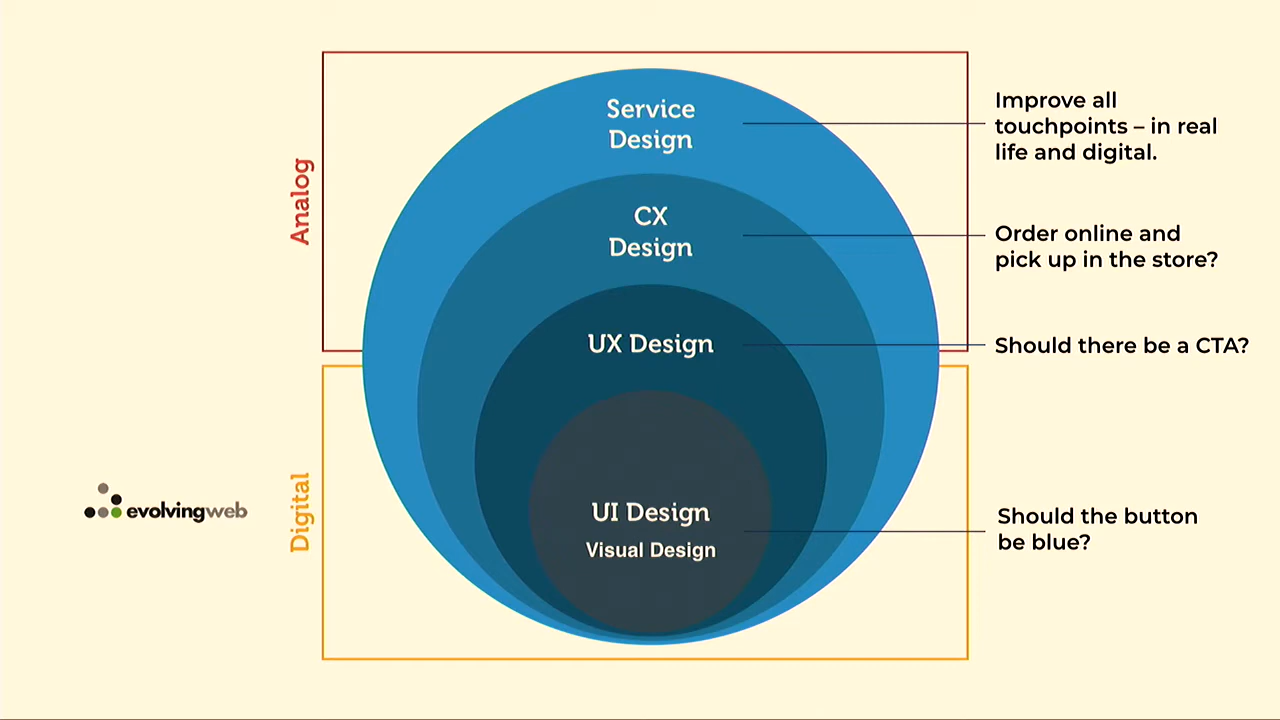 Analog
Service
Design
Improve all
touchpoints – in real
life and digital.
CX
Design
Order online and
pick up in the store?
UX Design
Should there be a CTA?
Digital
evolvingweb
UI Design
Visual Design
Should the button
be blue?